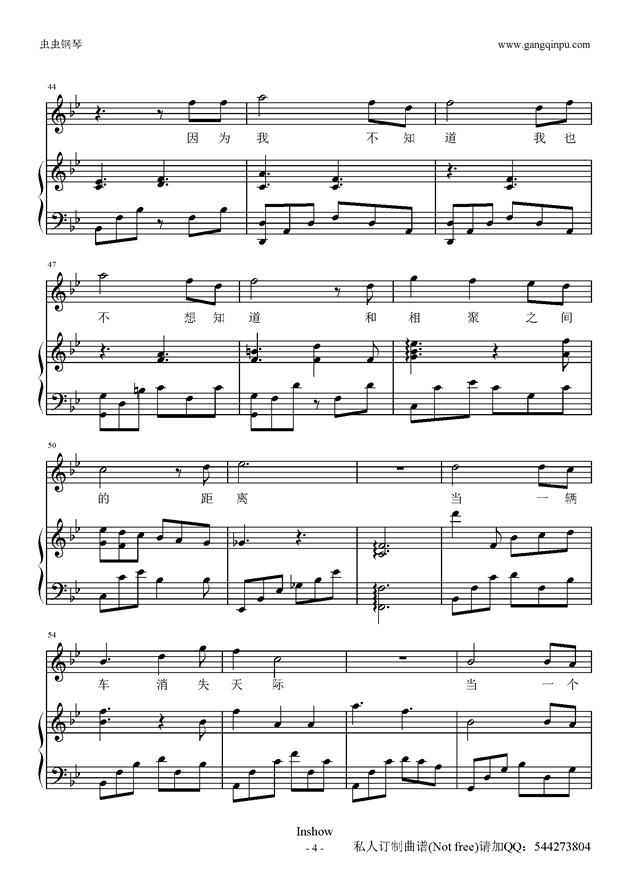 虫虫钢琴 www.gangqinpu.com
44
因为我 不知道 我也
47
不 想知道 和相聚之间
50
的 距离 当 一辆
54
车 消失天际 当 一个
Inshow
- 4 - 私人订制曲谱(Not free)请加QQ：544273804